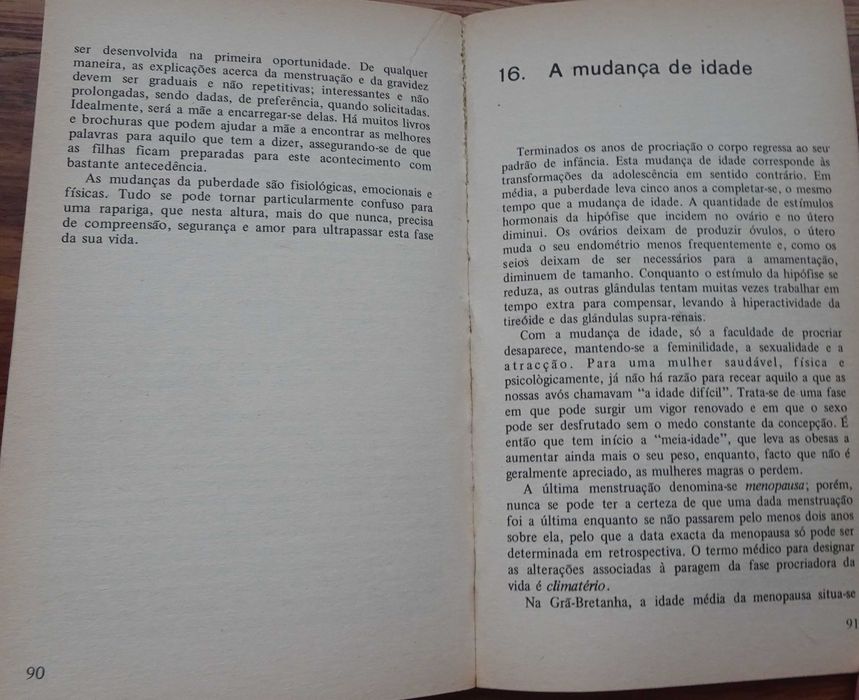 ser desenvolvida na primeira oportunidade. De qualquer
maneira, as explicações acerca da menstruação e da gravidez
devem ser graduais e não repetitivas; interessantes e não
prolongadas, sendo dadas, de preferência, quando solicitadas.
Idealmente, será a mãe a encarregar-se delas. Há muitos livros
e brochuras que podem ajudar a mãe a encontrar as melhores
palavras para aquilo que tem a dizer, assegurando-se de que
as filhas ficam preparadas para este acontecimento com
bastante antecedência.
As mudanças da puberdade são fisiológicas, emocionais e
físicas. Tudo se pode tornar particularmente confuso para
uma rapariga, que nesta altura, mais do que nunca, precisa
de compreensão, segurança e amor para ultrapassar esta fase
da sua vida.
90
16. A mudança de idade
Terminados os anos de procriação o corpo regressa ao seu
padrão de infância. Esta mudança de idade corresponde às
transformações da adolescência em sentido contrário. Em
média, a puberdade leva cinco anos a completar-se, o mesmo
tempo que a mudança de idade. A quantidade de estímulos
hormonais da hipófise que incidem no ovário e no útero
diminui. Os ovários deixam de produzir óvulos, o útero
muda o seu endométrio menos frequentemente e, como os
seios deixam de ser necessários para a amamentação,
diminuem de tamanho. Conquanto o estímulo da hipófise se
reduza, as outras glândulas tentam muitas vezes trabalhar em
tempo extra para compensar, levando à hiperactividade da
tireóide e das glândulas supra-renais.
Com a mudança de idade, só a faculdade de procriar
desaparece, mantendo-se a feminilidade, a sexualidade e a
atracção. Para uma mulher saudável, física e
psicològicamente, já não há razão para recear aquilo a que as
nossas avós chamavam "a idade difícil". Trata-se de uma fase
em que pode surgir um vigor renovado e em que o sexo
pode ser desfrutado sem o medo constante da concepção. É
então que tem início a "meia-idade", que leva as obesas a
aumentar ainda mais o seu peso, enquanto, facto que não é
geralmente apreciado, as mulheres magras o perdem.
A última menstruação denomina-se menopausa; porém,
nunca se pode ter a certeza de que uma dada menstruação
foi a última enquanto se não passarem pelo menos dois anos
sobre ela, pelo que a data exacta da menopausa só pode ser
determinada em retrospectiva. O termo médico para designar
as alterações associadas à paragem da fase procriadora da
vida é climatério.
Na Grã-Bretanha, a idade média da menopausa situa-se
91